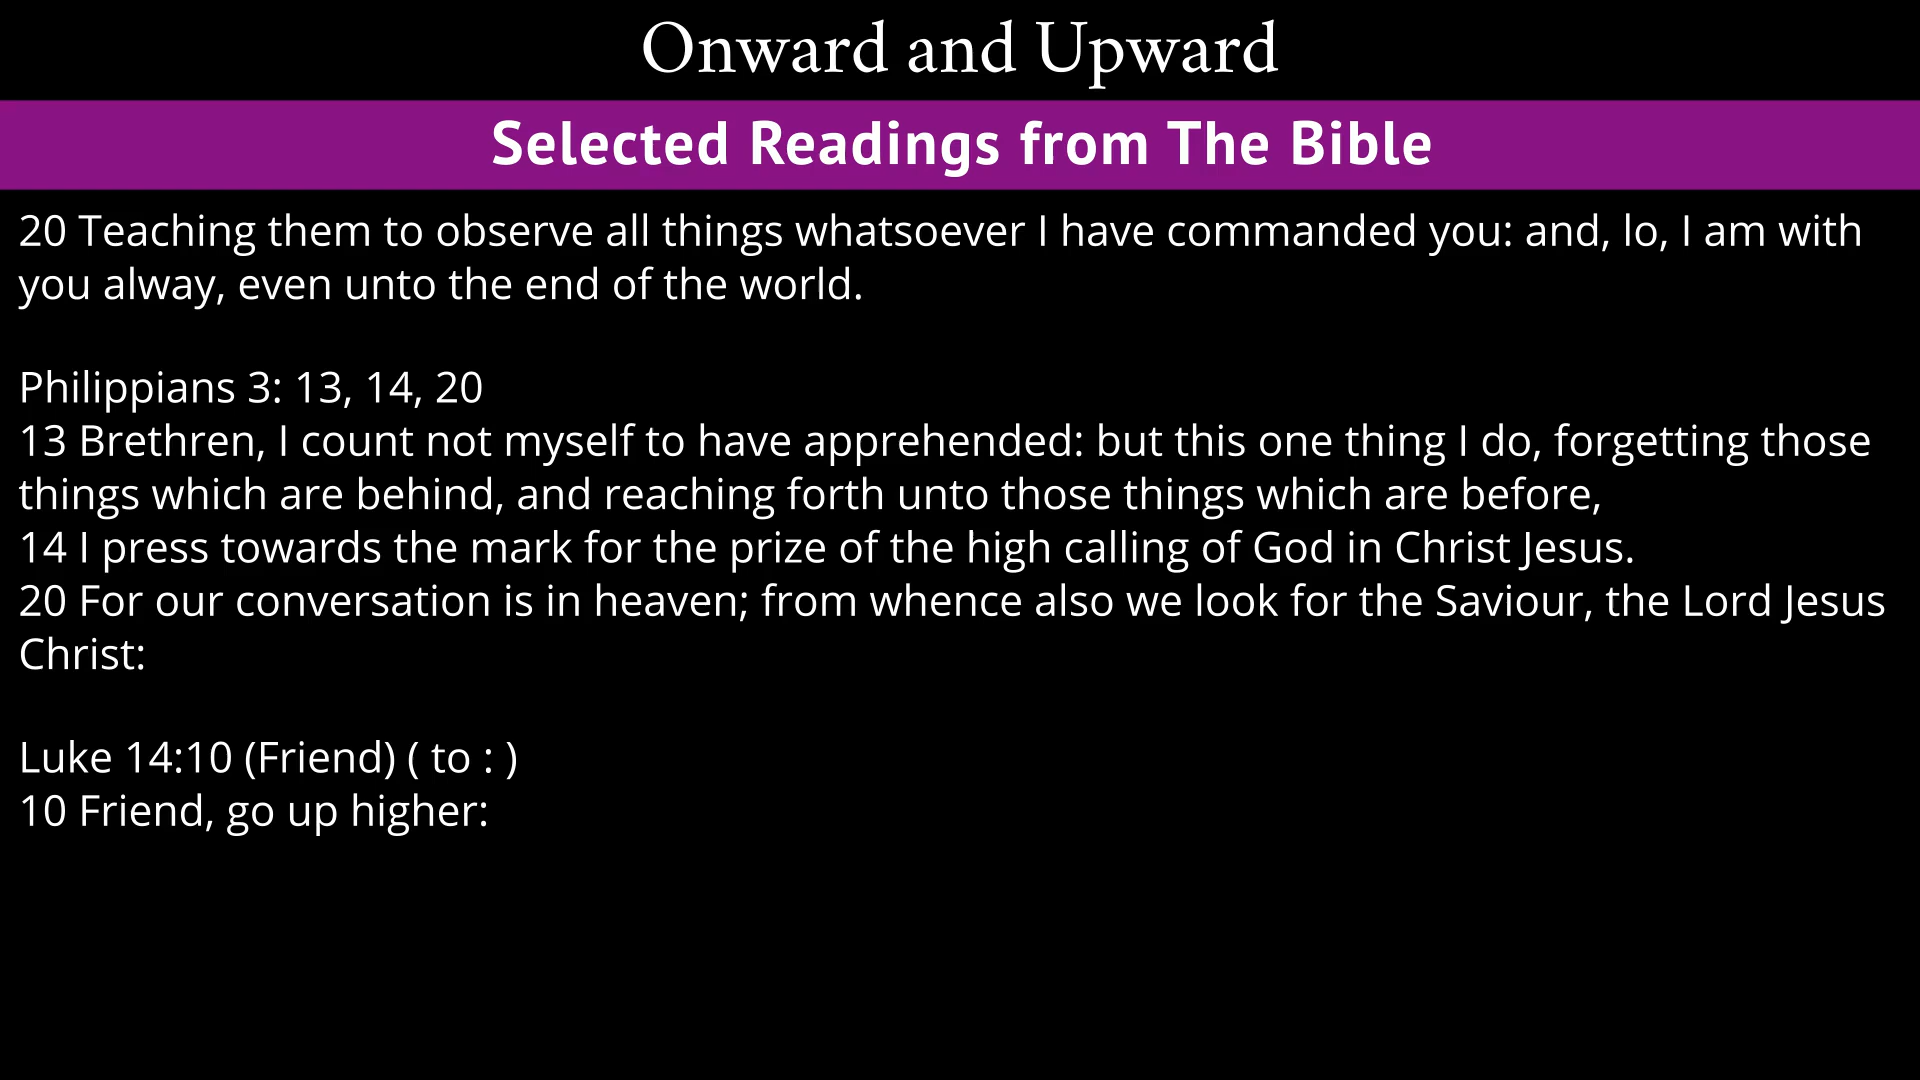 Onward and Upward
Selected Readings from The Bible
20 Teaching them to observe all things whatsoever I have commanded you: and, lo, I am with
you alway, even unto the end of the world.
Philippians 3: 13, 14, 20
13 Brethren, I count not myself to have apprehended: but this one thing I do, forgetting those
things which are behind, and reaching forth unto those things which are before,
14 I press towards the mark for the prize of the high calling of God in Christ Jesus.
20 For our conversation is in heaven; from whence also we look for the Saviour, the Lord Jesus
Christ:
Luke 14:10 (Friend) ( to : )
10 Friend, go up higher: